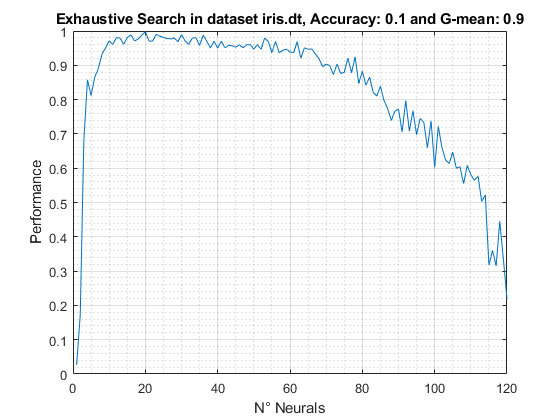 Exhaustive Search in dataset iris.dt, Accuracy: 0.1 and G-mean: 0.9
1
0.9
0.8
0.7
0.6
0.5
0.4
0.3
0.2
0.1
0
Performance
0 20 40 60 80 100 120
N° Neurals